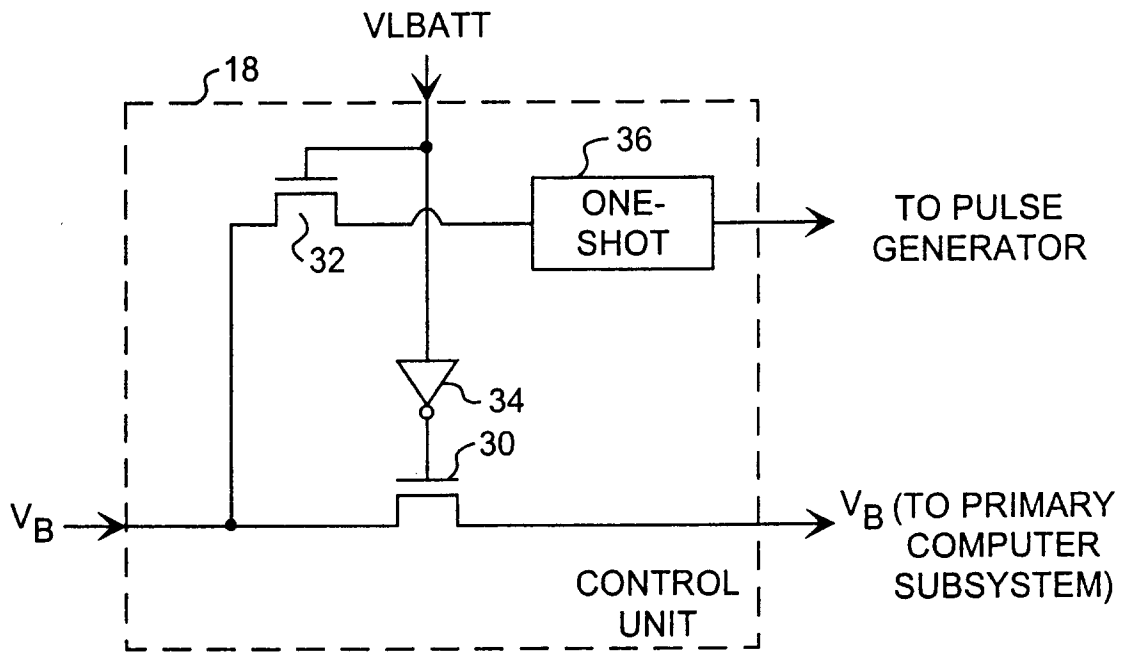 VLBATT
18
36
ONE-
SHOT
TO PULSE
GENERATOR
32
34
30
VB
VB (TO PRIMARY
COMPUTER
SUBSYSTEM)
CONTROL
UNIT